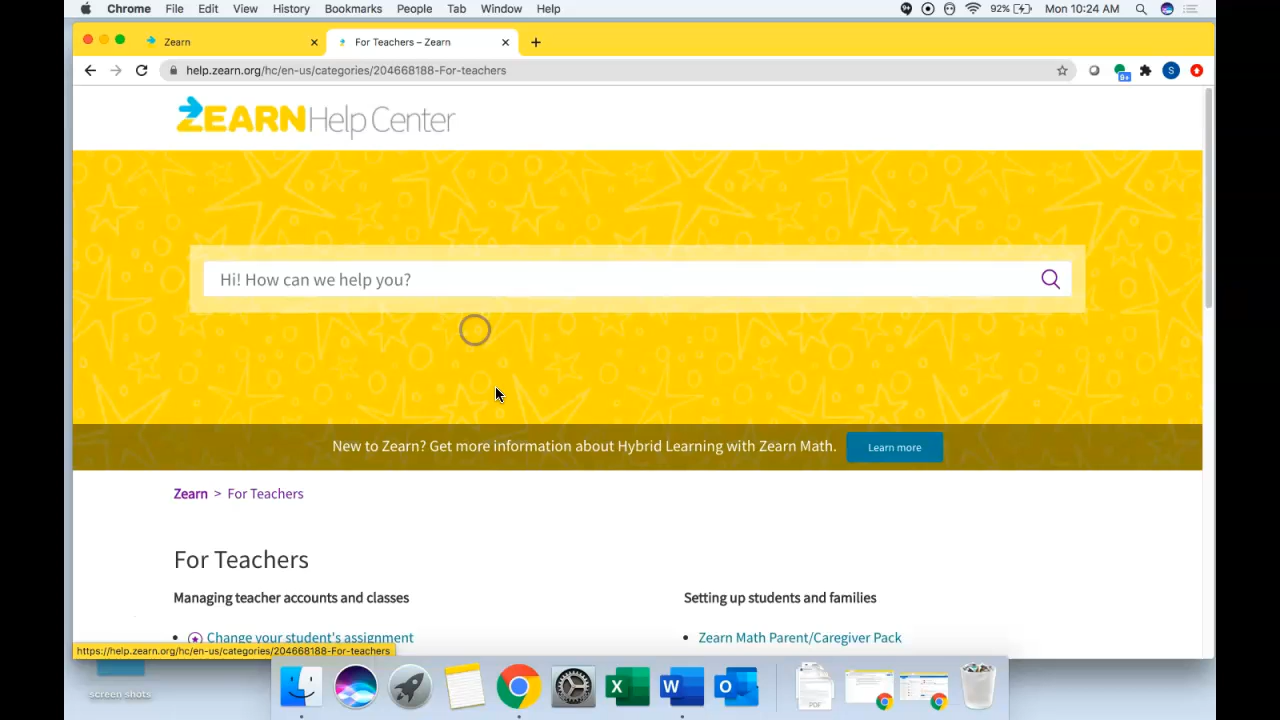 Chrome File Edit View History Bookmarks People Tab Window Help 92% Mon 10:24 AM
Zearn For Teachers – Zearn
help.zearn.org/hc/en-us/categories/204668188-For-teachers 9+ S
ZEARN Help Center
Hi! How can we help you?
New to Zearn? Get more information about Hybrid Learning with Zearn Math. Learn more
Zearn > For Teachers
For Teachers
Managing teacher accounts and classes Setting up students and families
• Change your student's assignment • Zearn Math Parent/Caregiver Pack
https://help.zearn.org/hc/en-us/categories/204668188-For-teachers
screen shots
X W O
PDF